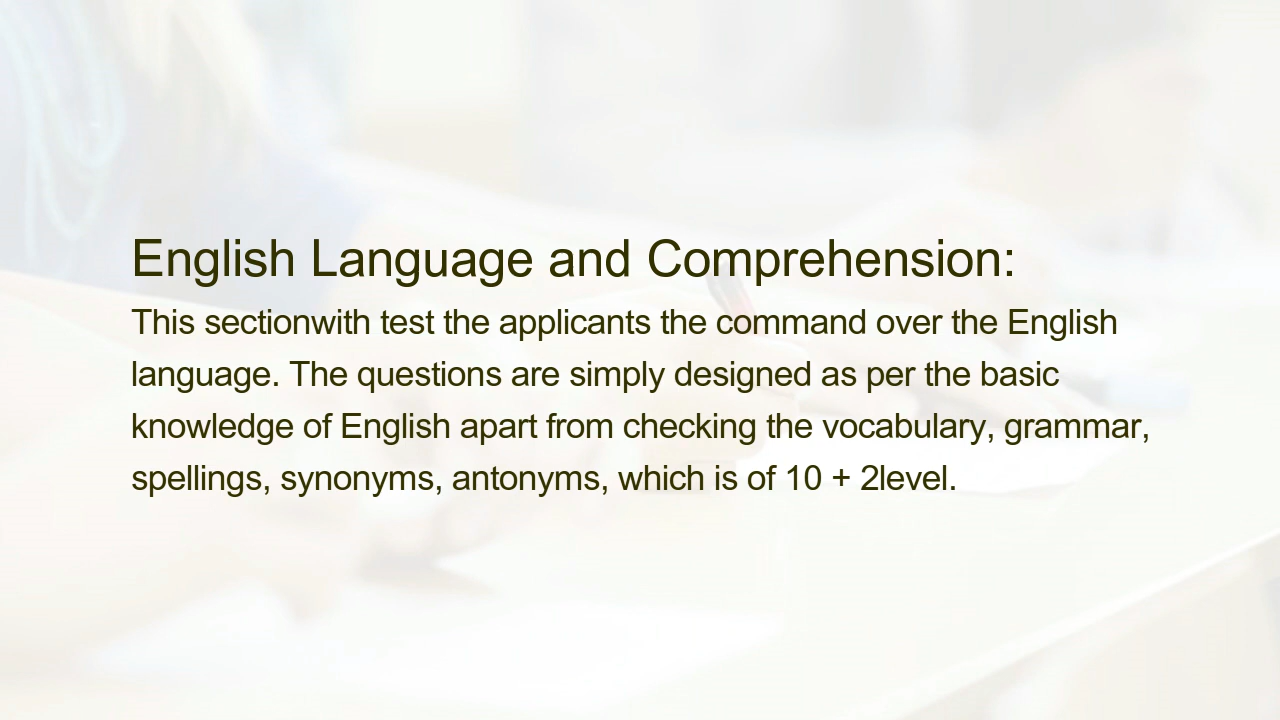 English Language and Comprehension:
This sectionwith test the applicants the command over the English
language. The questions are simply designed as per the basic
knowledge of English apart from checking the vocabulary, grammar,
spellings, synonyms, antonyms, which is of 10 + 2level.